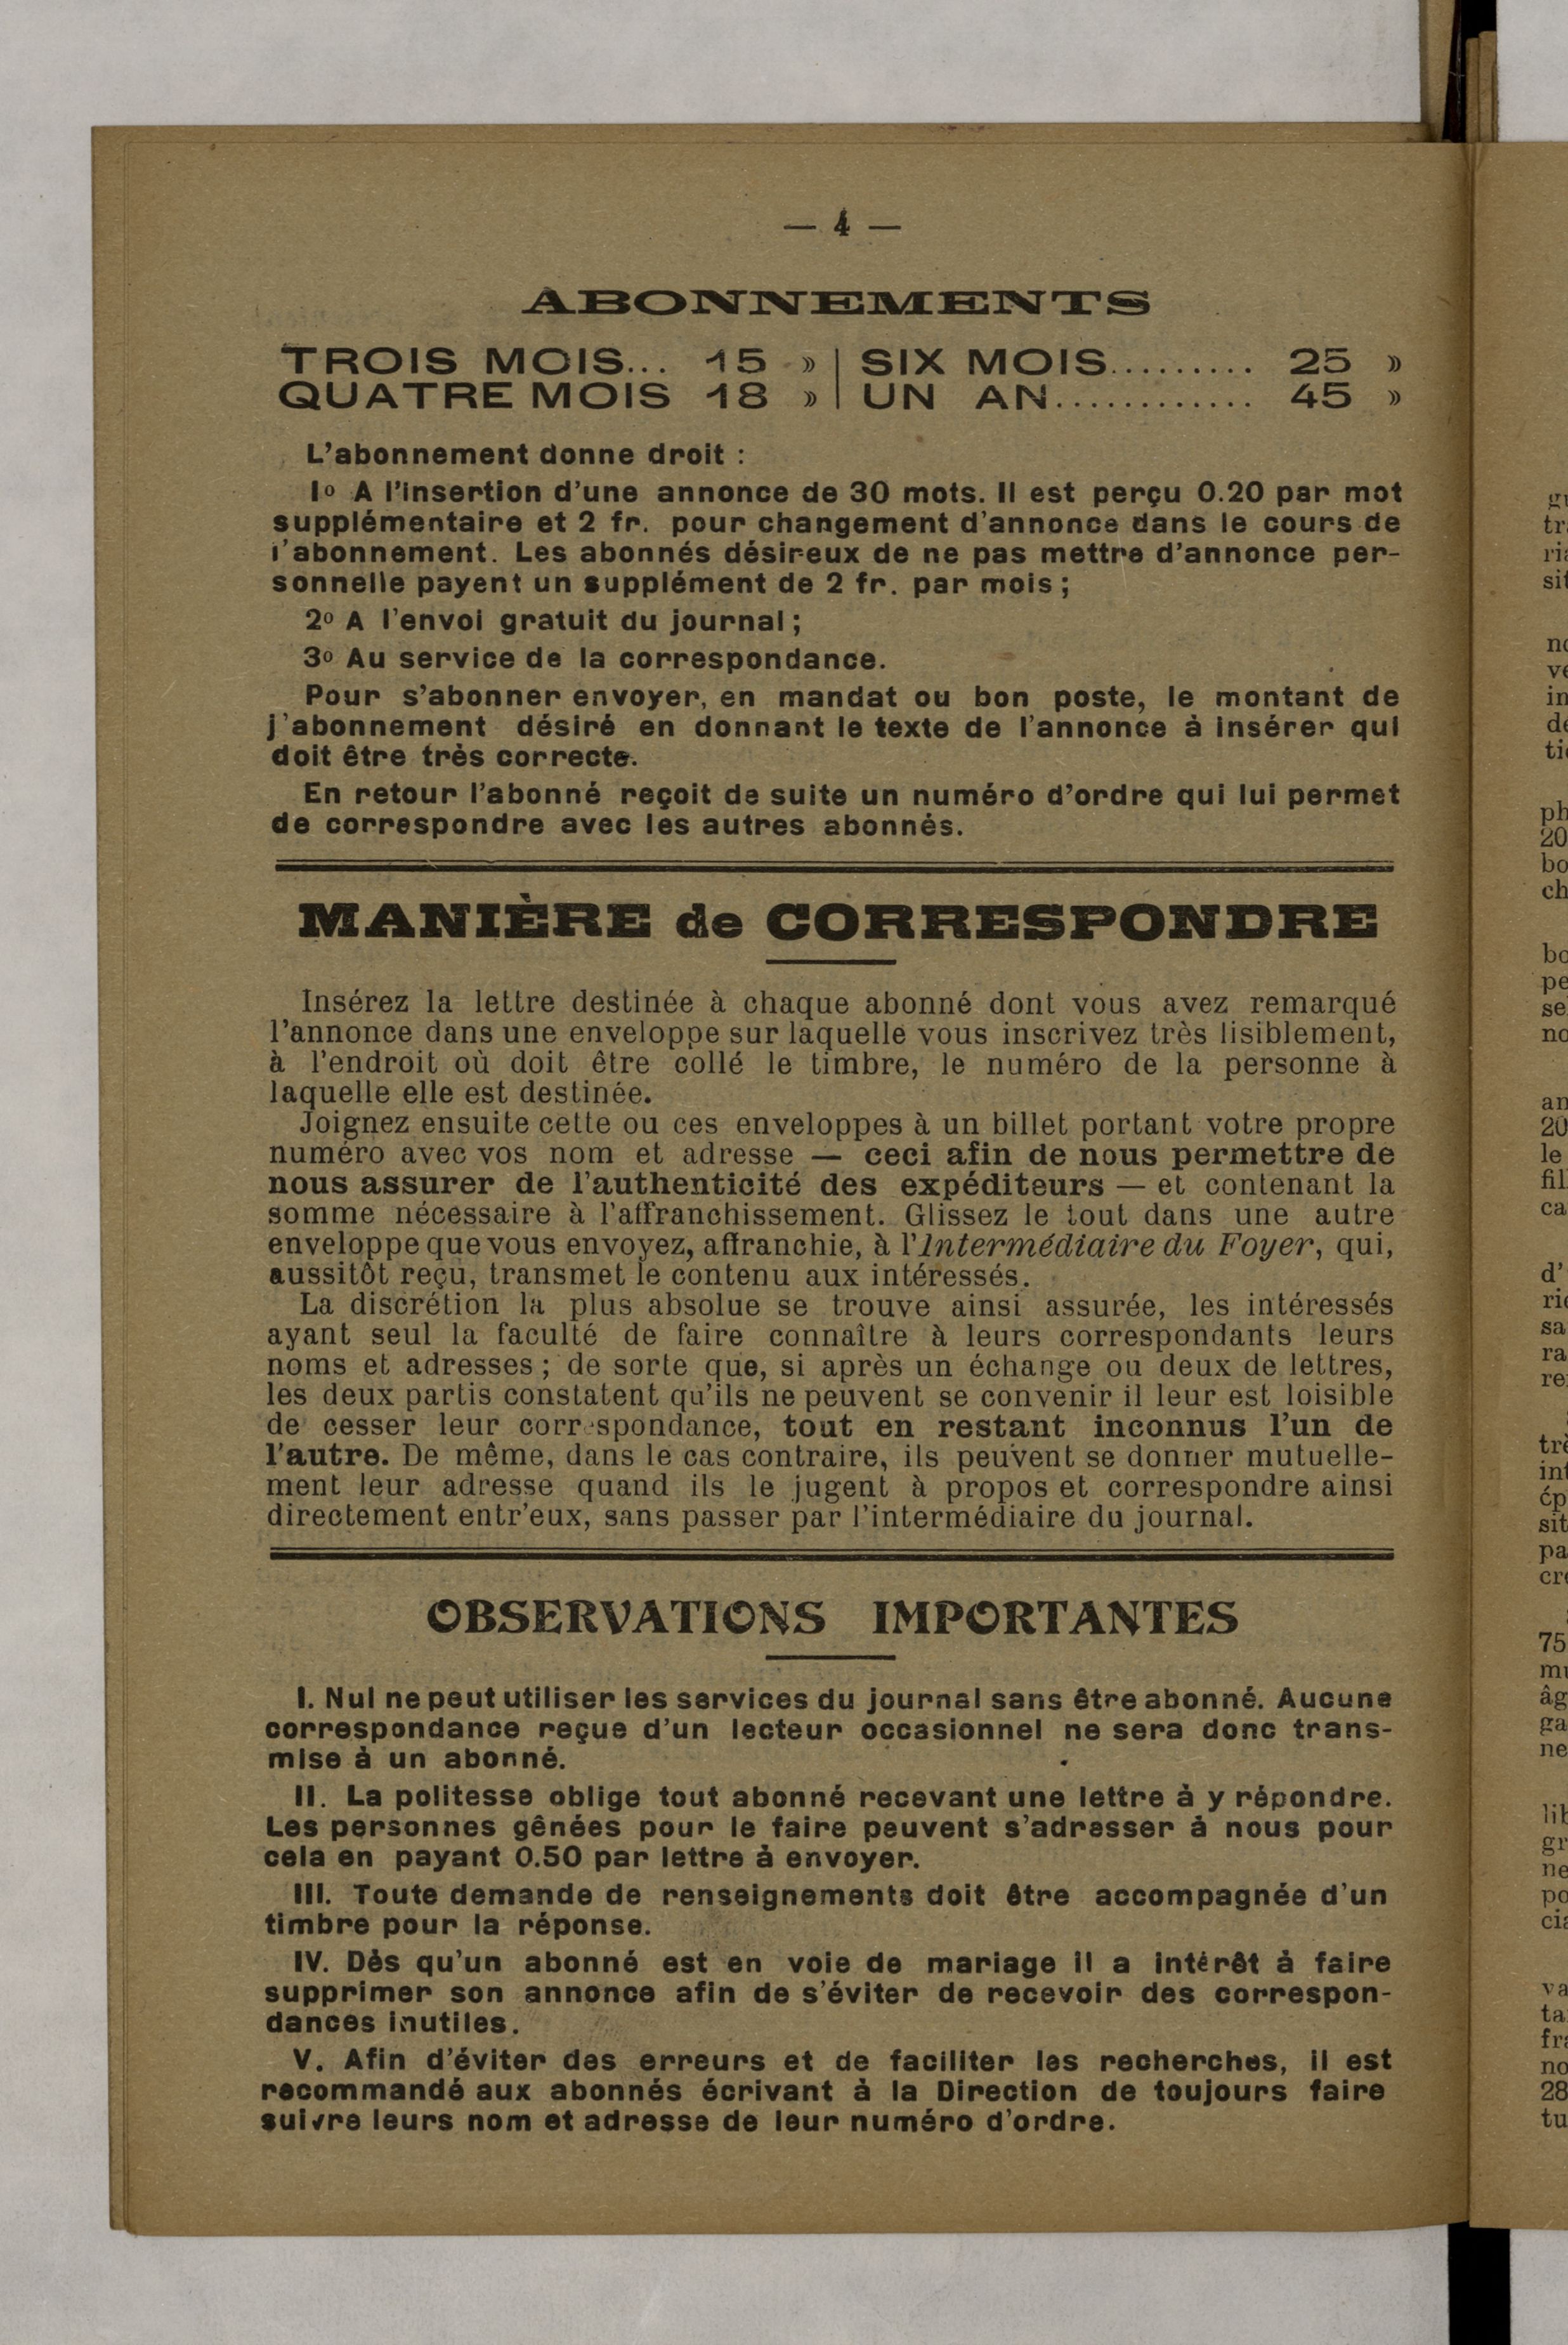 — 4 —
ABONNEMENTS
TROIS MOIS... 15 » | SIX MOIS......... 25 »
QUATRE MOIS 18 » | UN AN............ 45 »
L'abonnement donne droit :
1o A l'insertion d'une annonce de 30 mots. Il est perçu 0.20 par mot
supplémentaire et 2 fr. pour changement d'annonce dans le cours de
l'abonnement. Les abonnés désireux de ne pas mettre d'annonce per-
sonnelle payent un supplément de 2 fr. par mois ;
2o A l'envoi gratuit du journal ;
3o Au service de la correspondance.
Pour s'abonner envoyer, en mandat ou bon poste, le montant de
j'abonnement désiré en donnant le texte de l'annonce à insérer qui
doit être très correcte.
En retour l'abonné reçoit de suite un numéro d'ordre qui lui permet
de correspondre avec les autres abonnés.
MANIÈRE de CORRESPONDRE
Insérez la lettre destinée à chaque abonné dont vous avez remarqué
l'annonce dans une enveloppe sur laquelle vous inscrivez très lisiblement,
à l'endroit où doit être collé le timbre, le numéro de la personne à
laquelle elle est destinée.
Joignez ensuite cette ou ces enveloppes à un billet portant votre propre
numéro avec vos nom et adresse — ceci afin de nous permettre de
nous assurer de l'authenticité des expéditeurs — et contenant la
somme nécessaire à l'affranchissement. Glissez le tout dans une autre
enveloppe que vous envoyez, affranchie, à l'Intermédiaire du Foyer, qui,
aussitôt reçu, transmet le contenu aux intéressés.
La discrétion la plus absolue se trouve ainsi assurée, les intéressés
ayant seul la faculté de faire connaître à leurs correspondants leurs
noms et adresses ; de sorte que, si après un échange ou deux de lettres,
les deux partis constatent qu'ils ne peuvent se convenir il leur est loisible
de cesser leur correspondance, tout en restant inconnus l'un de
l'autre. De même, dans le cas contraire, ils peuvent se donner mutuelle-
ment leur adresse quand ils le jugent à propos et correspondre ainsi
directement entr'eux, sans passer par l'intermédiaire du journal.
OBSERVATIONS IMPORTANTES
I. Nul ne peut utiliser les services du journal sans être abonné. Aucune
correspondance reçue d'un lecteur occasionnel ne sera donc trans-
mise à un abonné.
II. La politesse oblige tout abonné recevant une lettre à y répondre.
Les personnes gênées pour le faire peuvent s'adresser à nous pour
cela en payant 0.50 par lettre à envoyer.
III. Toute demande de renseignements doit être accompagnée d'un
timbre pour la réponse.
IV. Dès qu'un abonné est en voie de mariage il a intérêt à faire
supprimer son annonce afin de s'éviter de recevoir des correspon-
dances inutiles.
V. Afin d'éviter des erreurs et de faciliter les recherches, il est
recommandé aux abonnés écrivant à la Direction de toujours faire
suivre leurs nom et adresse de leur numéro d'ordre.